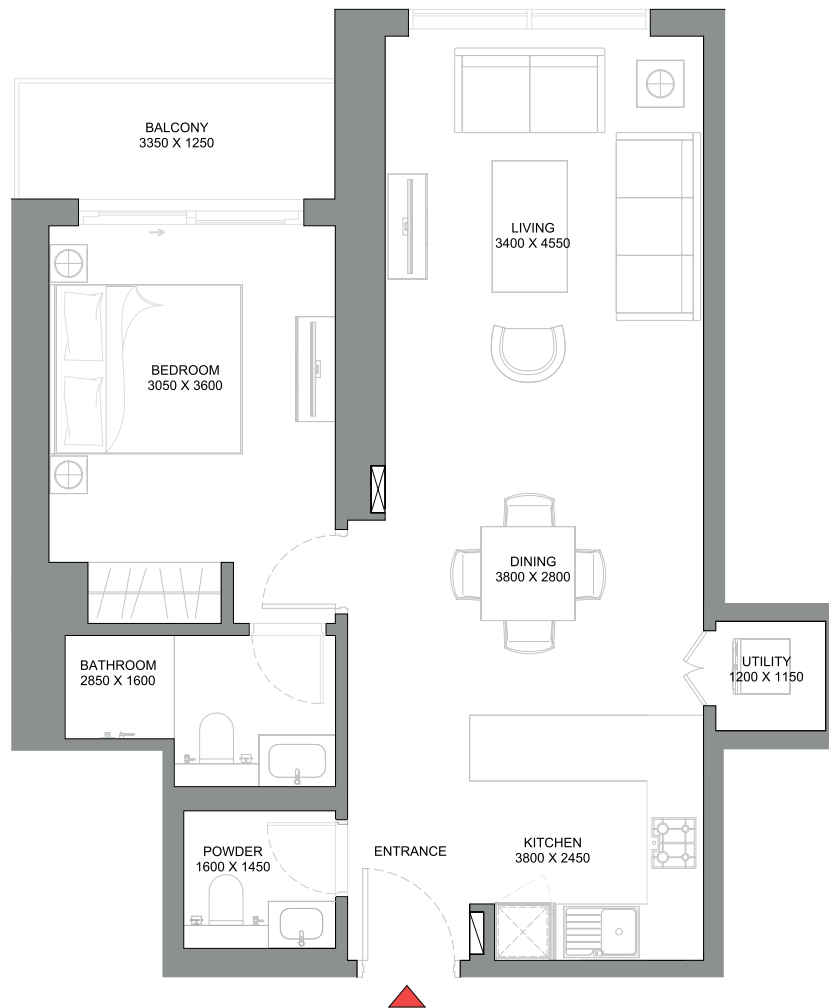 BALCONY
3350 X 1250
LIVING
3400 X 4550
BEDROOM
3050 X 3600
DINING
3800 X 2800
BATHROOM
2850 X 1600
UTILITY
1200 X 1150
POWDER
1600 X 1450
ENTRANCE
KITCHEN
3800 X 2450